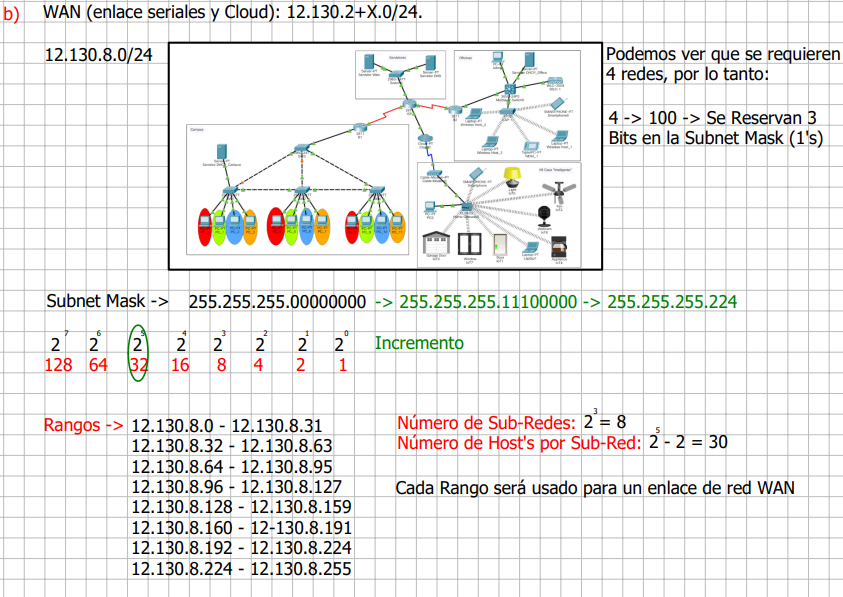 b) WAN (enlace seriales y Cloud): 12.130.2+X.0/24.
12.130.8.0/24
Podemos ver que se requieren
4 redes, por lo tanto:
4 -> 100 -> Se Reservan 3
Bits en la Subnet Mask (1's)
Campus
Oficinas
Subnet Mask -> 255.255.255.00000000 -> 255.255.255.11100000 -> 255.255.255.224
2^7 2^6 2^5 2^4 2^3 2^2 2^1 2^0 Incremento
128 64 32 16 8 4 2 1
Rangos -> 12.130.8.0 - 12.130.8.31
12.130.8.32 - 12.130.8.63
12.130.8.64 - 12.130.8.95
12.130.8.96 - 12.130.8.127
12.130.8.128 - 12.130.8.159
12.130.8.160 - 12-130.8.191
12.130.8.192 - 12.130.8.224
12.130.8.224 - 12.130.8.255
Número de Sub-Redes: 2^3 = 8
Número de Host's por Sub-Red: 2^5 - 2 = 30
Cada Rango será usado para un enlace de red WAN